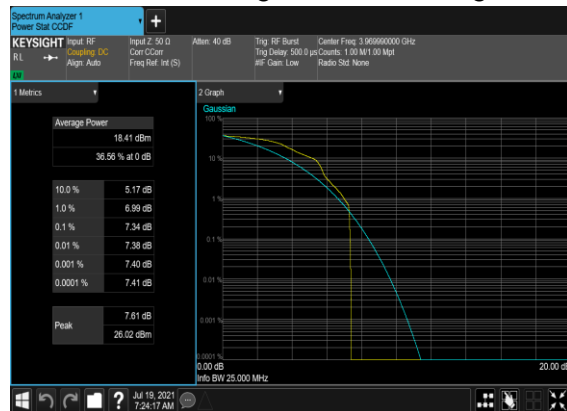 Spectrum Analyzer 1
Power Stat CCDF
+
KEYSIGHT
R L
Input: RF
Coupling: DC
Align: Auto
Input Z: 50 Ω
Corr CCorr
Freq Ref: Int (S)
Atten: 40 dB
Trig: RF Burst
Trig Delay: 500.0 µs
#IF Gain: Low
Center Freq: 3.969990000 GHz
Counts: 1.00 M/1.00 Mpt
Radio Std: None
1 Metrics
Average Power
18.41 dBm
36.56 % at 0 dB
10.0 % 5.17 dB
1.0 % 6.99 dB
0.1 % 7.34 dB
0.01 % 7.38 dB
0.001 % 7.40 dB
0.0001 % 7.41 dB
Peak
7.61 dB
26.02 dBm
2 Graph
Gaussian
100 %
10 %
1 %
0.1 %
0.01 %
0.001 %
0.0001 %
0.00 dB
20.00 dB
Info BW 25.000 MHz
?
Jul 19, 2021
7:24:17 AM